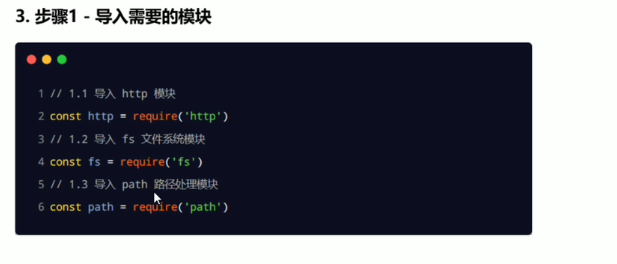 3. 步骤1 - 导入需要的模块
1 // 1.1 导入 http 模块
2 const http = require('http')
3 // 1.2 导入 fs 文件系统模块
4 const fs = require('fs')
5 // 1.3 导入 path 路径处理模块
6 const path = require('path')